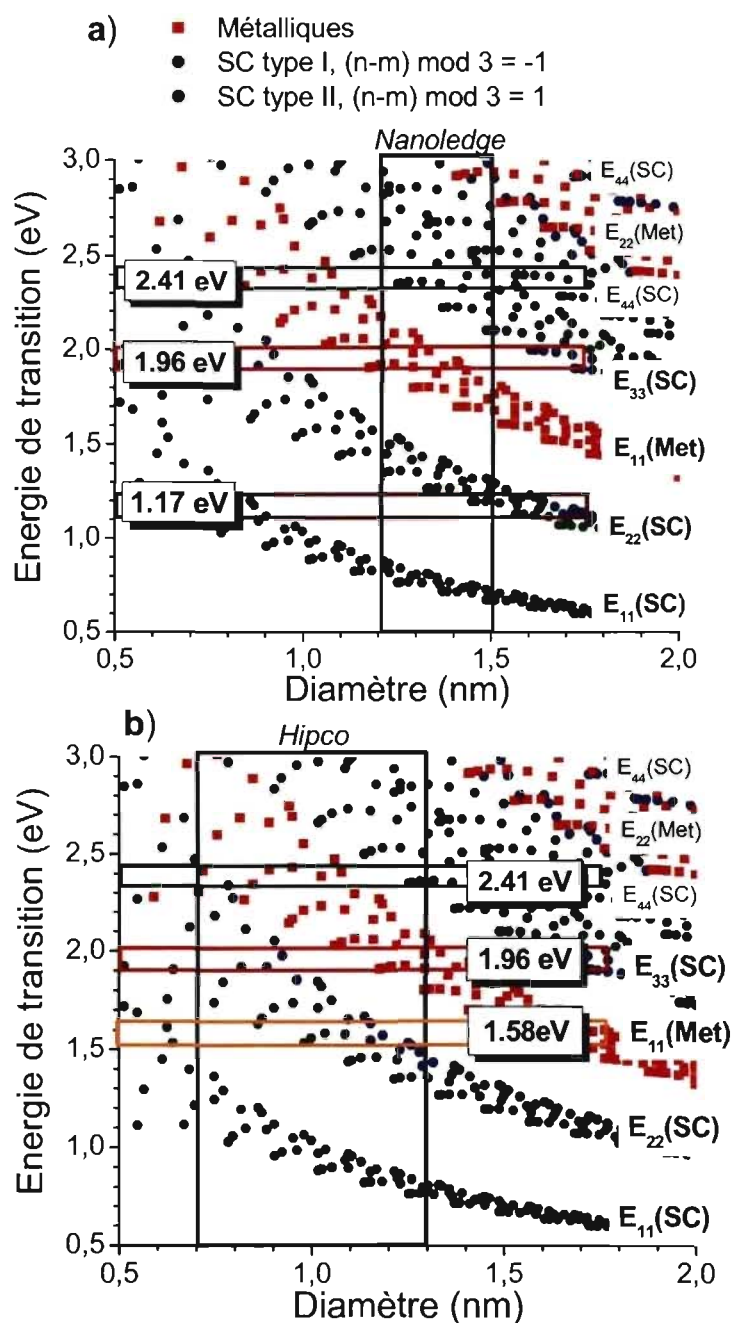 a)
Métalliques
SC type I, (n-m) mod 3 = -1
SC type II, (n-m) mod 3 = 1
Nanoledge
3,0
2,5
2,0
1,5
1,0
0,5
Energie de transition (eV)
2.41 eV
1.96 eV
1.17 eV
E44(SC)
E22(Met)
E44(SC)
E33(SC)
E11(Met)
E22(SC)
E11(SC)
0,5 1,0 1,5 2,0
Diamètre (nm)
b)
Hipco
3,0
2,5
2,0
1,5
1,0
0,5
Energie de transition (eV)
2.41 eV
1.96 eV
1.58eV
E44(SC)
E22(Met)
E44(SC)
E33(SC)
E11(Met)
E22(SC)
E11(SC)
0,5 1,0 1,5 2,0
Diamètre (nm)